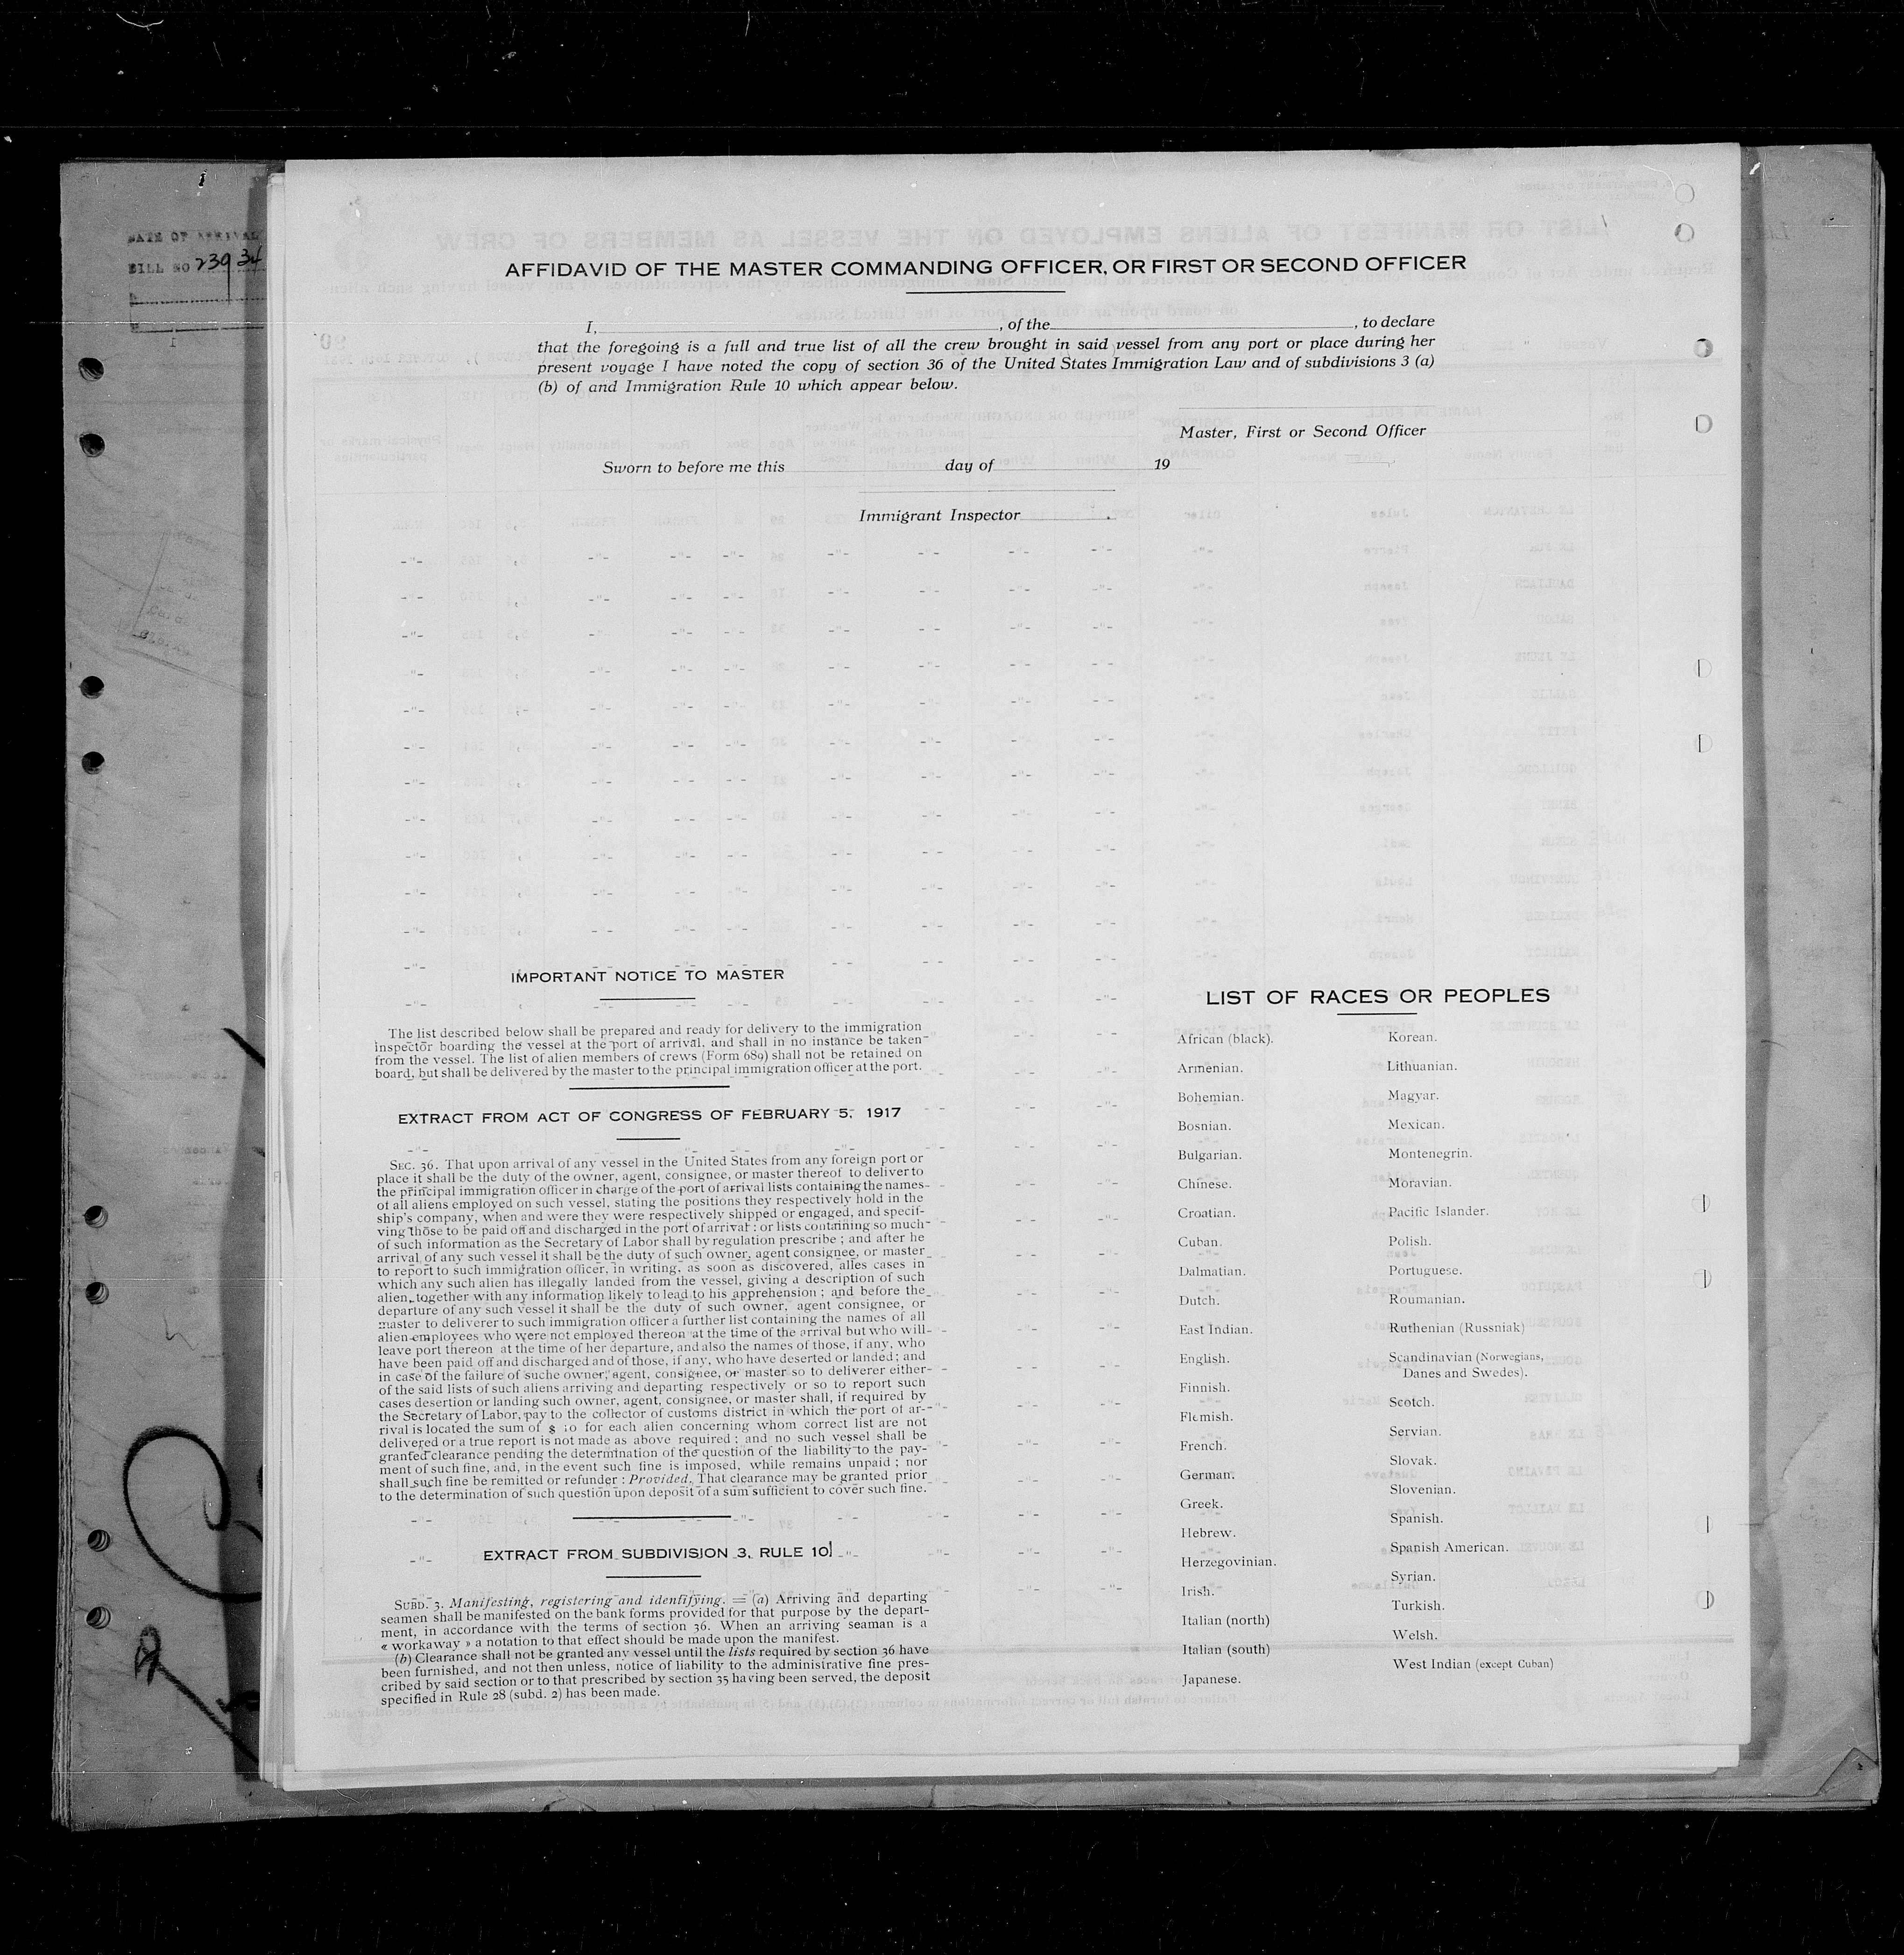 DATE OF ARRIVAL
BILL NO 239 34
AFFIDAVID OF THE MASTER COMMANDING OFFICER, OR FIRST OR SECOND OFFICER
I, , of the , to declare
that the foregoing is a full and true list of all the crew brought in said vessel from any port or place during her
present voyage I have noted the copy of section 36 of the United States Immigration Law and of subdivisions 3 (a)
(b) of and Immigration Rule 10 which appear below.
Master, First or Second Officer
Sworn to before me this day of 19
Immigrant Inspector .
IMPORTANT NOTICE TO MASTER
The list described below shall be prepared and ready for delivery to the immigration
inspector boarding the vessel at the port of arrival, and shall in no instance be taken
from the vessel. The list of alien members of crews (Form 689) shall not be retained on
board, but shall be delivered by the master to the principal immigration officer at the port.
EXTRACT FROM ACT OF CONGRESS OF FEBRUARY 5, 1917
SEC. 36. That upon arrival of any vessel in the United States from any foreign port or
place it shall be the duty of the owner, agent, consignee, or master thereof to deliver to
the principal immigration officer in charge of the port of arrival lists containing the names
of all aliens employed on such vessel, stating the positions they respectively hold in the
ship's company, when and were they were respectively shipped or engaged, and specif-
ving those to be paid off and discharged in the port of arrival : or lists containing so much
of such information as the Secretary of Labor shall by regulation prescribe ; and after he
arrival of any such vessel it shall be the duty of such owner, agent consignee, or master
to report to such immigration officer, in writing, as soon as discovered, alles cases in
which any such alien has illegally landed from the vessel, giving a description of such
alien, together with any information likely to lead to his apprehension ; and before the
departure of any such vessel it shall be the duty of such owner, agent consignee, or
master to deliverer to such immigration officer a further list containing the names of all
alien employees who were not employed thereon at the time of the arrival but who will
leave port thereon at the time of her departure, and also the names of those, if any, who
have been paid off and discharged and of those, if any, who have deserted or landed; and
in case of the failure of suche owner, agent, consignee, or master so to deliverer either
of the said lists of such aliens arriving and departing respectively or so to report such
cases desertion or landing such owner, agent, consignee, or master shall, if required by
the Secretary of Labor, pay to the collector of customs district in which the port of ar-
rival is located the sum of $ 10 for each alien concerning whom correct list are not
delivered or a true report is not made as above required ; and no such vessel shall be
granted clearance pending the determination of the question of the liability to the pay-
ment of such fine, and, in the event such fine is imposed, while remains unpaid ; nor
shall such fine be remitted or refunder : Provided, That clearance may be granted prior
to the determination of such question upon deposit of a sum sufficient to cover such fine.
EXTRACT FROM SUBDIVISION 3, RULE 10
SUBD. 3. Manifesting, registering and identifying. = (a) Arriving and departing
seamen shall be manifested on the bank forms provided for that purpose by the depart-
ment, in accordance with the terms of section 36. When an arriving seaman is a
« workaway » a notation to that effect should be made upon the manifest.
(b) Clearance shall not be granted any vessel until the lists required by section 36 have
been furnished, and not then unless, notice of liability to the administrative fine pres-
cribed by said section or to that prescribed by section 35 having been served, the deposit
specified in Rule 28 (subd. 2) has been made.
LIST OF RACES OR PEOPLES
African (black).
Armenian.
Bohemian.
Bosnian.
Bulgarian.
Chinese.
Croatian.
Cuban.
Dalmatian.
Dutch.
East Indian.
English.
Finnish.
Flemish.
French.
German.
Greek.
Hebrew.
Herzegovinian.
Irish.
Italian (north)
Italian (south)
Japanese.
Korean.
Lithuanian.
Magyar.
Mexican.
Montenegrin.
Moravian.
Pacific Islander.
Polish.
Portuguese.
Roumanian.
Ruthenian (Russniak)
Scandinavian (Norwegians,
Danes and Swedes).
Scotch.
Servian.
Slovak.
Slovenian.
Spanish.
Spanish American.
Syrian.
Turkish.
Welsh.
West Indian (except Cuban)